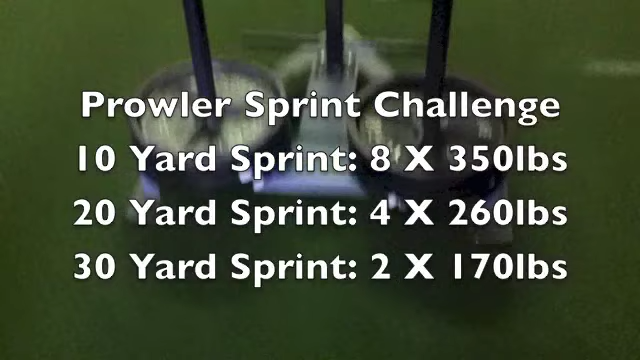 Prowler Sprint Challenge
10 Yard Sprint: 8 X 350lbs
20 Yard Sprint: 4 X 260lbs
30 Yard Sprint: 2 X 170lbs